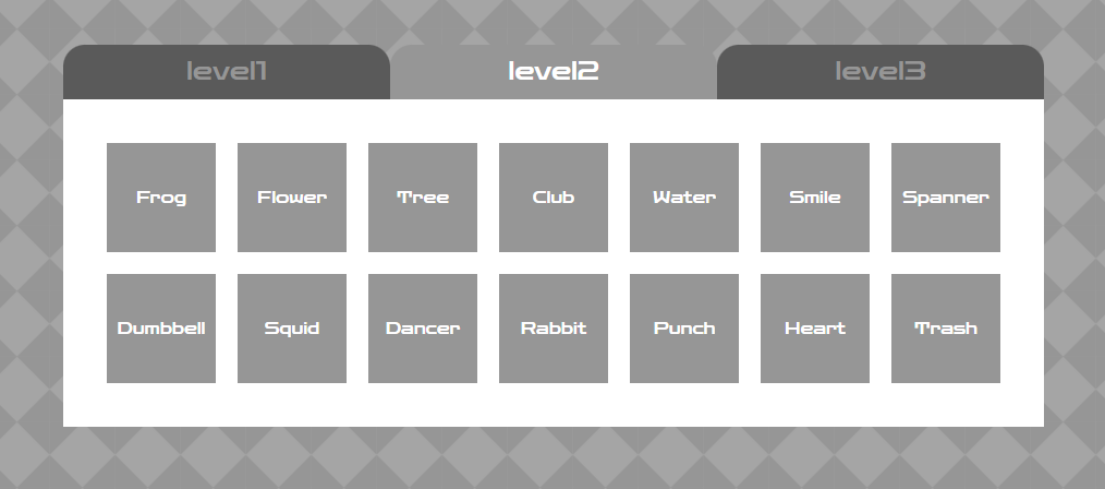 level1 level2 level3
Frog Flower Tree Club Water Smile Spanner
Dumbbell Squid Dancer Rabbit Punch Heart Trash